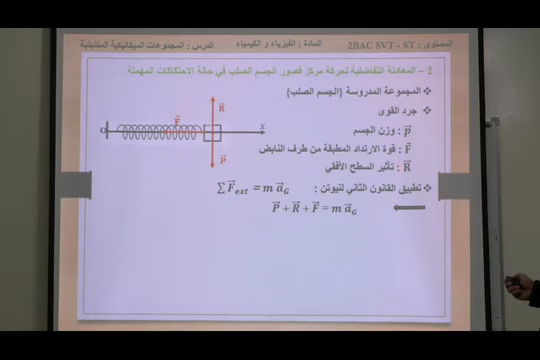 المستوى : 2BAC SVT - ST
المادة : الفيزياء و الكيمياء
الدرس : المجموعات الميكانيكية المتذبذبة
2 – المعادلة التفاضلية لحركة مركز قصور الجسم الصلب في حالة الاحتكاكات المهملة
❖ المجموعة المدروسة {الجسم الصلب}
❖ جرد القوى
P⃗ : وزن الجسم
F⃗ : قوة الارتداد المطبقة من طرف النابض
R⃗ : تأثير السطح الأفقي
❖ تطبيق القانون الثاني لنيوتن : ∑F⃗ext = m a⃗G
P⃗ + R⃗ + F⃗ = m a⃗G
R⃗
F⃗
O
x
P⃗